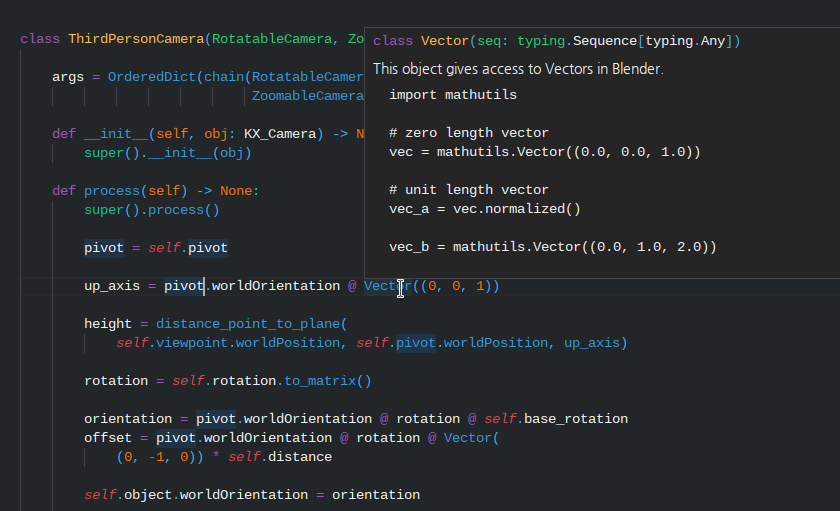 class ThirdPersonCamera(RotatableCamera, Zo
args = OrderedDict(chain(RotatableCamer
ZoomableCamera
def __init__(self, obj: KX_Camera) -> N
super().__init__(obj)
def process(self) -> None:
super().process()
pivot = self.pivot
up_axis = pivot.worldOrientation @ Vector((0, 0, 1))
height = distance_point_to_plane(
self.viewpoint.worldPosition, self.pivot.worldPosition, up_axis)
rotation = self.rotation.to_matrix()
orientation = pivot.worldOrientation @ rotation @ self.base_rotation
offset = pivot.worldOrientation @ rotation @ Vector(
(0, -1, 0)) * self.distance
self.object.worldOrientation = orientation
class Vector(seq: typing.Sequence[typing.Any])
This object gives access to Vectors in Blender.
import mathutils
# zero length vector
vec = mathutils.Vector((0.0, 0.0, 1.0))
# unit length vector
vec_a = vec.normalized()
vec_b = mathutils.Vector((0.0, 1.0, 2.0))